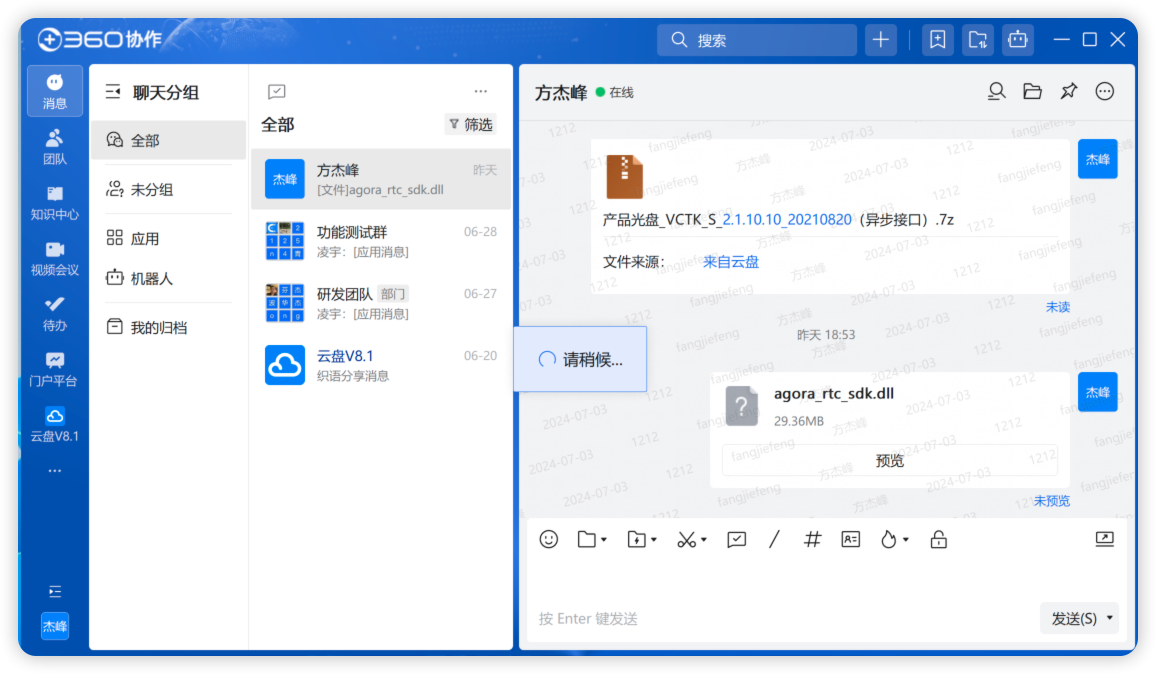 360协作
搜索
消息
团队
知识中心
视频会议
待办
门户平台
云盘V8.1
杰峰
聊天分组
全部
未分组
应用
机器人
我的归档
全部
筛选
杰峰
方杰峰
昨天
[文件]agora_rtc_sdk.dll
功能测试群
06-28
凌宇：[应用消息]
研发团队 部门
06-27
凌宇：[应用消息]
云盘V8.1
06-20
织语分享消息
请稍候...
方杰峰 在线
杰峰
产品光盘_VCTK_S_2.1.10.10_20210820（异步接口）.7z
文件来源： 来自云盘
未读
昨天 18:53
杰峰
agora_rtc_sdk.dll
29.36MB
预览
未预览
按 Enter 键发送
发送(S)
fangjiefeng
方杰峰
1212
2024-07-03